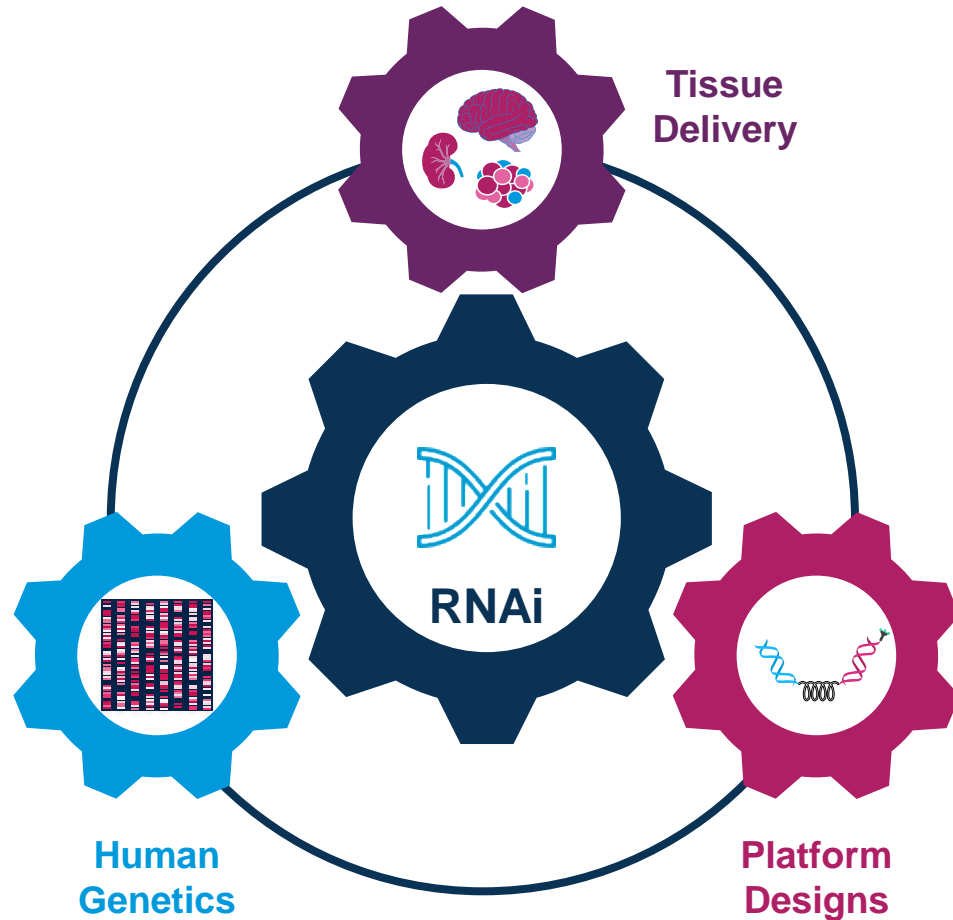 Tissue
Delivery
RNAi
Human
Genetics
Platform
Designs